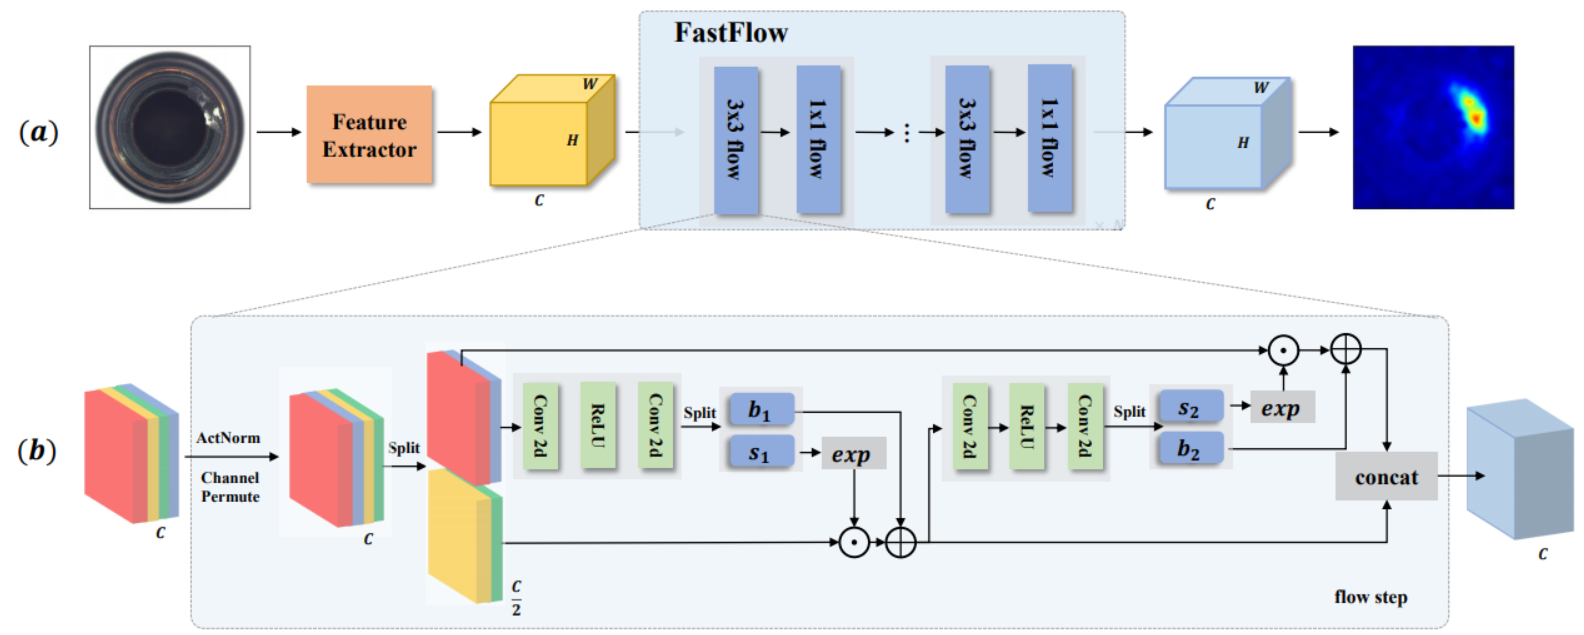 FastFlow
(a)
Feature
Extractor
W
H
C
3x3 flow
1x1 flow
...
3x3 flow
1x1 flow
× N
W
H
C
(b)
C
ActNorm
Channel
Permute
C
Split
C
2
Conv 2d
ReLU
Conv 2d
Split
b1
s1
exp
Conv 2d
ReLU
Conv 2d
Split
s2
b2
exp
concat
C
flow step